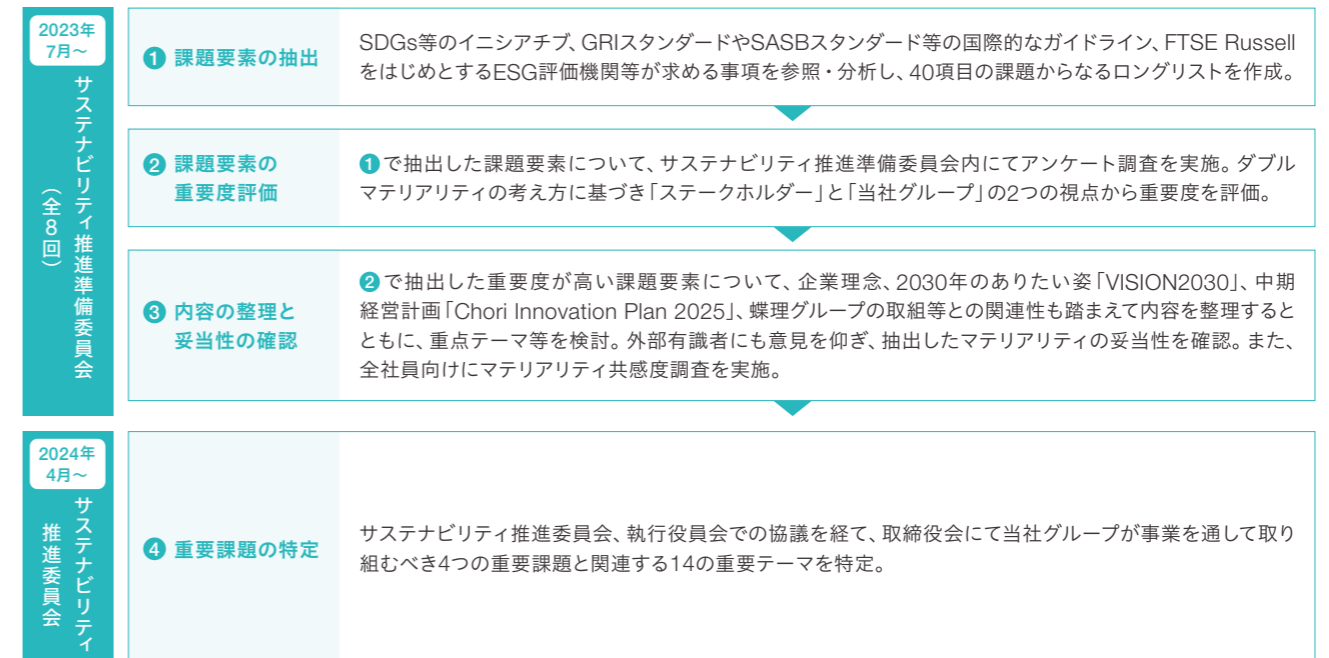 2023年
7月~
サステナビリティ推進準備委員会
（全8回）
❶ 課題要素の抽出
SDGs等のイニシアチブ、GRIスタンダードやSASBスタンダード等の国際的なガイドライン、FTSE Russell
をはじめとするESG評価機関等が求める事項を参照・分析し、40項目の課題からなるロングリストを作成。
❷ 課題要素の
重要度評価
❶で抽出した課題要素について、サステナビリティ推進準備委員会内にてアンケート調査を実施。ダブル
マテリアリティの考え方に基づき「ステークホルダー」と「当社グループ」の2つの視点から重要度を評価。
❸ 内容の整理と
妥当性の確認
❷で抽出した重要度が高い課題要素について、企業理念、2030年のありたい姿「VISION2030」、中期
経営計画「Chori Innovation Plan 2025」、蝶理グループの取組等との関連性も踏まえて内容を整理すると
ともに、重点テーマ等を検討。外部有識者にも意見を仰ぎ、抽出したマテリアリティの妥当性を確認。また、
全社員向けにマテリアリティ共感度調査を実施。
2024年
4月~
サステナビリティ
推進委員会
❹ 重要課題の特定
サステナビリティ推進委員会、執行役員会での協議を経て、取締役会にて当社グループが事業を通して取り
組むべき4つの重要課題と関連する14の重要テーマを特定。